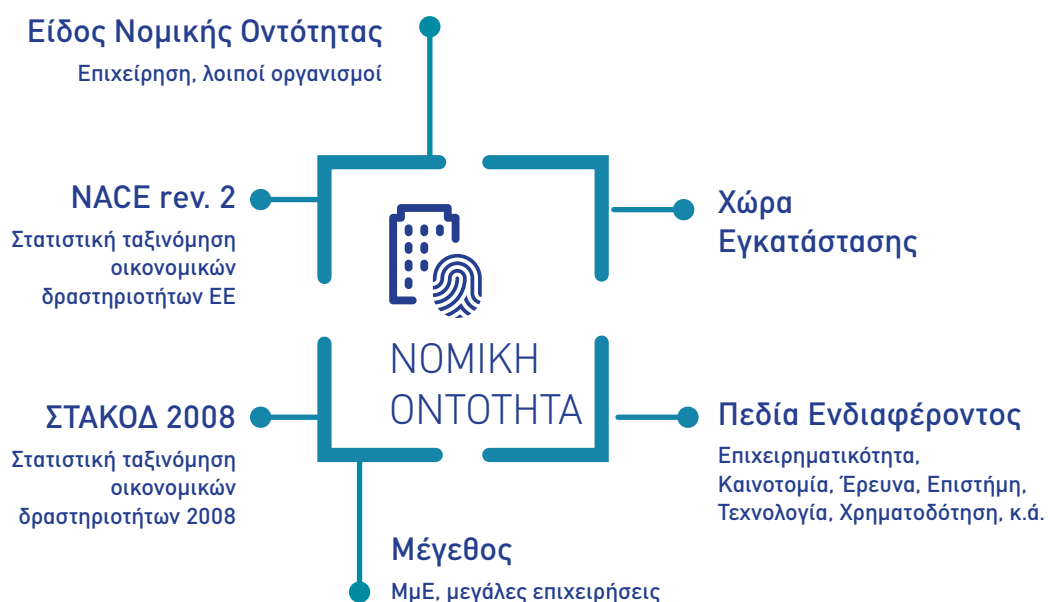 Είδος Νομικής Οντότητας
Επιχείρηση, λοιποί οργανισμοί
NACE rev. 2
Στατιστική ταξινόμηση
οικονομικών
δραστηριοτήτων ΕΕ
Χώρα
Εγκατάστασης
ΝΟΜΙΚΗ
ΟΝΤΟΤΗΤΑ
ΣΤΑΚΟΔ 2008
Στατιστική ταξινόμηση
οικονομικών
δραστηριοτήτων 2008
Πεδία Ενδιαφέροντος
Επιχειρηματικότητα,
Καινοτομία, Έρευνα, Επιστήμη,
Τεχνολογία, Χρηματοδότηση, κ.ά.
Μέγεθος
ΜμΕ, μεγάλες επιχειρήσεις